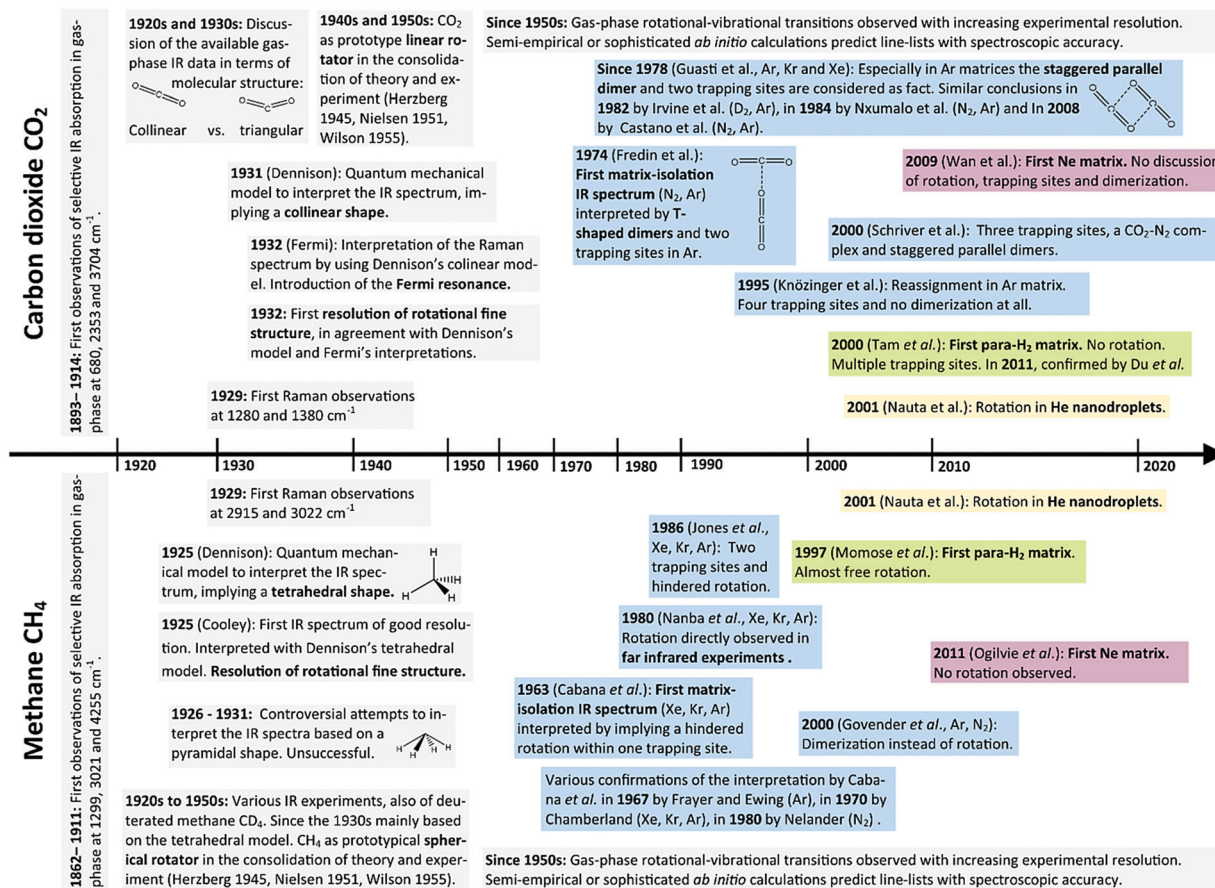 Carbon dioxide CO₂
1893– 1914: First observations of selective IR absorption in gas-
phase at 680, 2353 and 3704 cm⁻¹.
1920s and 1930s: Discus-
sion of the available gas-
phase IR data in terms of
molecular structure:
O C O
O C O
Collinear vs. triangular
1940s and 1950s: CO₂
as prototype linear ro-
tator in the consolida-
tion of theory and ex-
periment (Herzberg
1945, Nielsen 1951,
Wilson 1955).
Since 1950s: Gas-phase rotational-vibrational transitions observed with increasing experimental resolution.
Semi-empirical or sophisticated ab initio calculations predict line-lists with spectroscopic accuracy.
Since 1978 (Guasti et al., Ar, Kr and Xe): Especially in Ar matrices the staggered parallel
dimer and two trapping sites are considered as fact. Similar conclusions in
1982 by Irvine et al. (D₂, Ar), in 1984 by Nxumalo et al. (N₂, Ar) and In 2008
by Castano et al. (N₂, Ar).
O C O
O C O
1931 (Dennison): Quantum mechanical
model to interpret the IR spectrum, im-
plying a collinear shape.
1932 (Fermi): Interpretation of the Raman
spectrum by using Dennison's colinear mod-
el. Introduction of the Fermi resonance.
1932: First resolution of rotational fine
structure, in agreement with Dennison's
model and Fermi's interpretations.
1929: First Raman observations
at 1280 and 1380 cm⁻¹
1974 (Fredin et al.):
First matrix-isolation
IR spectrum (N₂, Ar)
interpreted by T-
shaped dimers and two
trapping sites in Ar.
O C O
O
C
O
2009 (Wan et al.): First Ne matrix. No discussion
of rotation, trapping sites and dimerization.
2000 (Schriver et al.): Three trapping sites, a CO₂-N₂ com-
plex and staggered parallel dimers.
1995 (Knözinger et al.): Reassignment in Ar matrix.
Four trapping sites and no dimerization at all.
2000 (Tam et al.): First para-H₂ matrix. No rotation.
Multiple trapping sites. In 2011, confirmed by Du et al.
2001 (Nauta et al.): Rotation in He nanodroplets.
1920 1930 1940 1950 1960 1970 1980 1990 2000 2010 2020
Methane CH₄
1862– 1911: First observations of selective IR absorption in gas-
phase at 1299, 3021 and 4255 cm⁻¹.
1929: First Raman observations
at 2915 and 3022 cm⁻¹
1925 (Dennison): Quantum mechan-
ical model to interpret the IR spec-
trum, implying a tetrahedral shape.
H
C H
H H
1925 (Cooley): First IR spectrum of good resolu-
tion. Interpreted with Dennison's tetrahedral
model. Resolution of rotational fine structure.
1926 - 1931: Controversial attempts to in-
terpret the IR spectra based on a
pyramidal shape. Unsuccessful.
C
H H H H
1920s to 1950s: Various IR experiments, also of deu-
terated methane CD₄. Since the 1930s mainly based
on the tetrahedral model. CH₄ as prototypical spher-
ical rotator in the consolidation of theory and exper-
iment (Herzberg 1945, Nielsen 1951, Wilson 1955).
1986 (Jones et al.,
Xe, Kr, Ar): Two
trapping sites and
hindered rotation.
1980 (Nanba et al., Xe, Kr, Ar):
Rotation directly observed in
far infrared experiments .
1963 (Cabana et al.): First matrix-
isolation IR spectrum (Xe, Kr, Ar)
interpreted by implying a hindered
rotation within one trapping site.
Various confirmations of the interpretation by Caba-
na et al. in 1967 by Frayer and Ewing (Ar), in 1970 by
Chamberland (Xe, Kr, Ar), in 1980 by Nelander (N₂) .
2001 (Nauta et al.): Rotation in He nanodroplets.
1997 (Momose et al.): First para-H₂ matrix.
Almost free rotation.
2011 (Ogilvie et al.): First Ne matrix.
No rotation observed.
2000 (Govender et al., Ar, N₂):
Dimerization instead of rotation.
Since 1950s: Gas-phase rotational-vibrational transitions observed with increasing experimental resolution.
Semi-empirical or sophisticated ab initio calculations predict line-lists with spectroscopic accuracy.